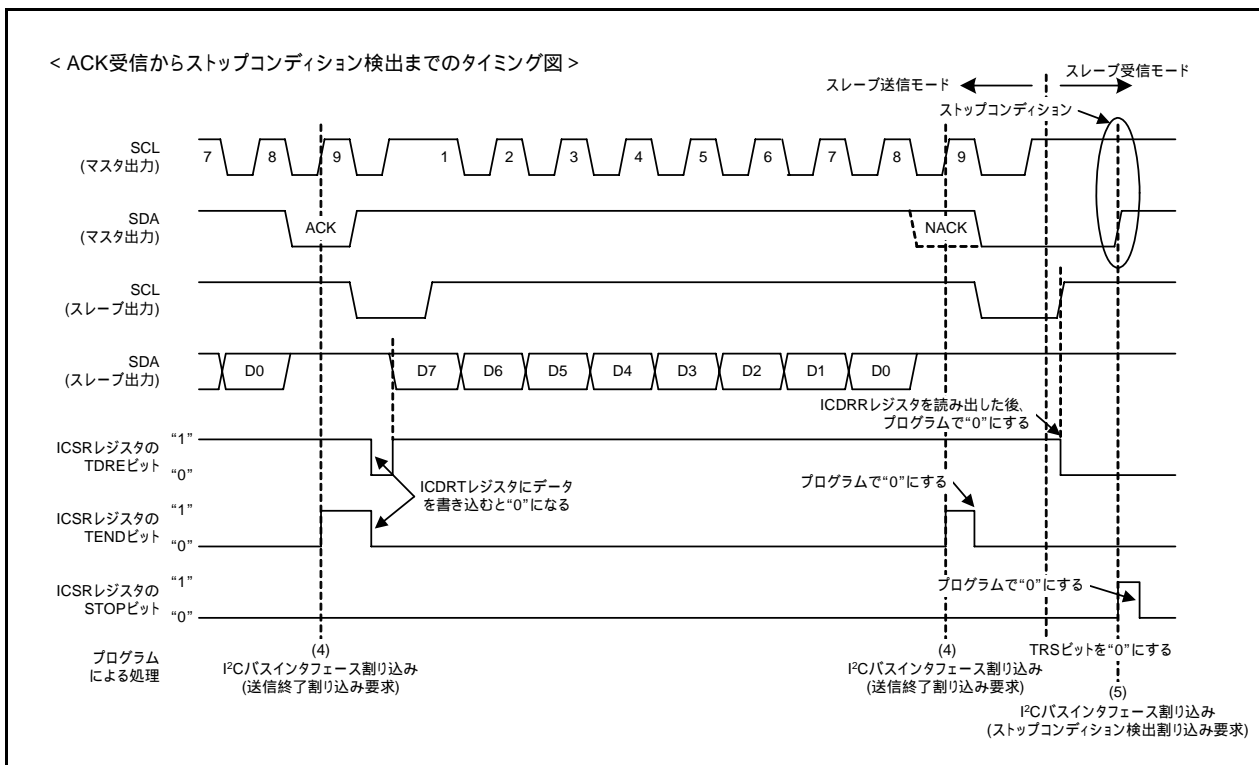 < ACK受信からストップコンディション検出までのタイミング図 >
スレーブ送信モード
スレーブ受信モード
ストップコンディション
SCL
(マスタ出力)
7 8 9 1 2 3 4 5 6 7 8 9
SDA
(マスタ出力)
ACK
NACK
SCL
(スレーブ出力)
SDA
(スレーブ出力)
D0 D7 D6 D5 D4 D3 D2 D1 D0
ICDRRレジスタを読み出した後、
プログラムで“0”にする
ICSRレジスタの
TDREビット
“1”
“0”
ICDRTレジスタにデータ
を書き込むと“0”になる
プログラムで“0”にする
ICSRレジスタの
TENDビット
“1”
“0”
プログラムで“0”にする
ICSRレジスタの
STOPビット
“1”
“0”
プログラム
による処理
(4)
I²Cバスインタフェース割り込み
(送信終了割り込み要求)
(4)
I²Cバスインタフェース割り込み
(送信終了割り込み要求)
TRSビットを“0”にする
(5)
I²Cバスインタフェース割り込み
(ストップコンディション検出割り込み要求)